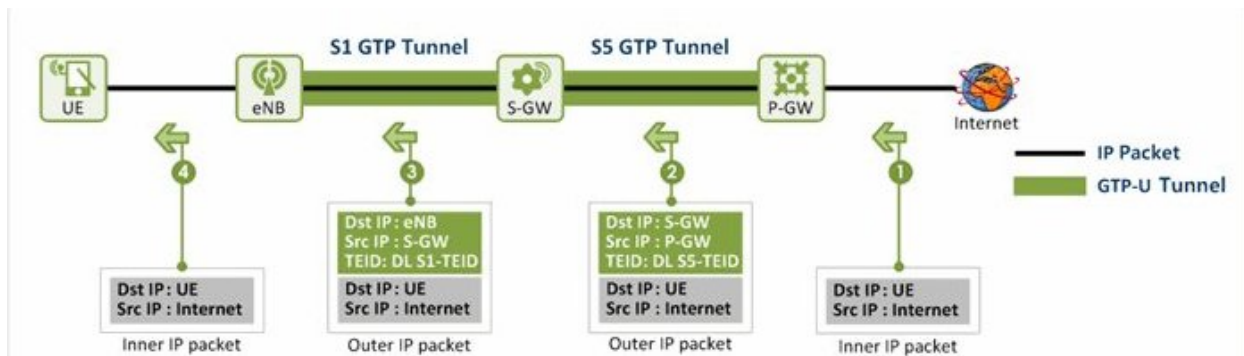 S1 GTP Tunnel
S5 GTP Tunnel
UE
eNB
S-GW
P-GW
Internet
IP Packet
GTP-U Tunnel
4
3
2
1
Dst IP : UE
Src IP : Internet
Inner IP packet
Dst IP : eNB
Src IP : S-GW
TEID: DL S1-TEID
Dst IP : UE
Src IP : Internet
Outer IP packet
Dst IP : S-GW
Src IP : P-GW
TEID: DL S5-TEID
Dst IP : UE
Src IP : Internet
Outer IP packet
Dst IP : UE
Src IP : Internet
Inner IP packet